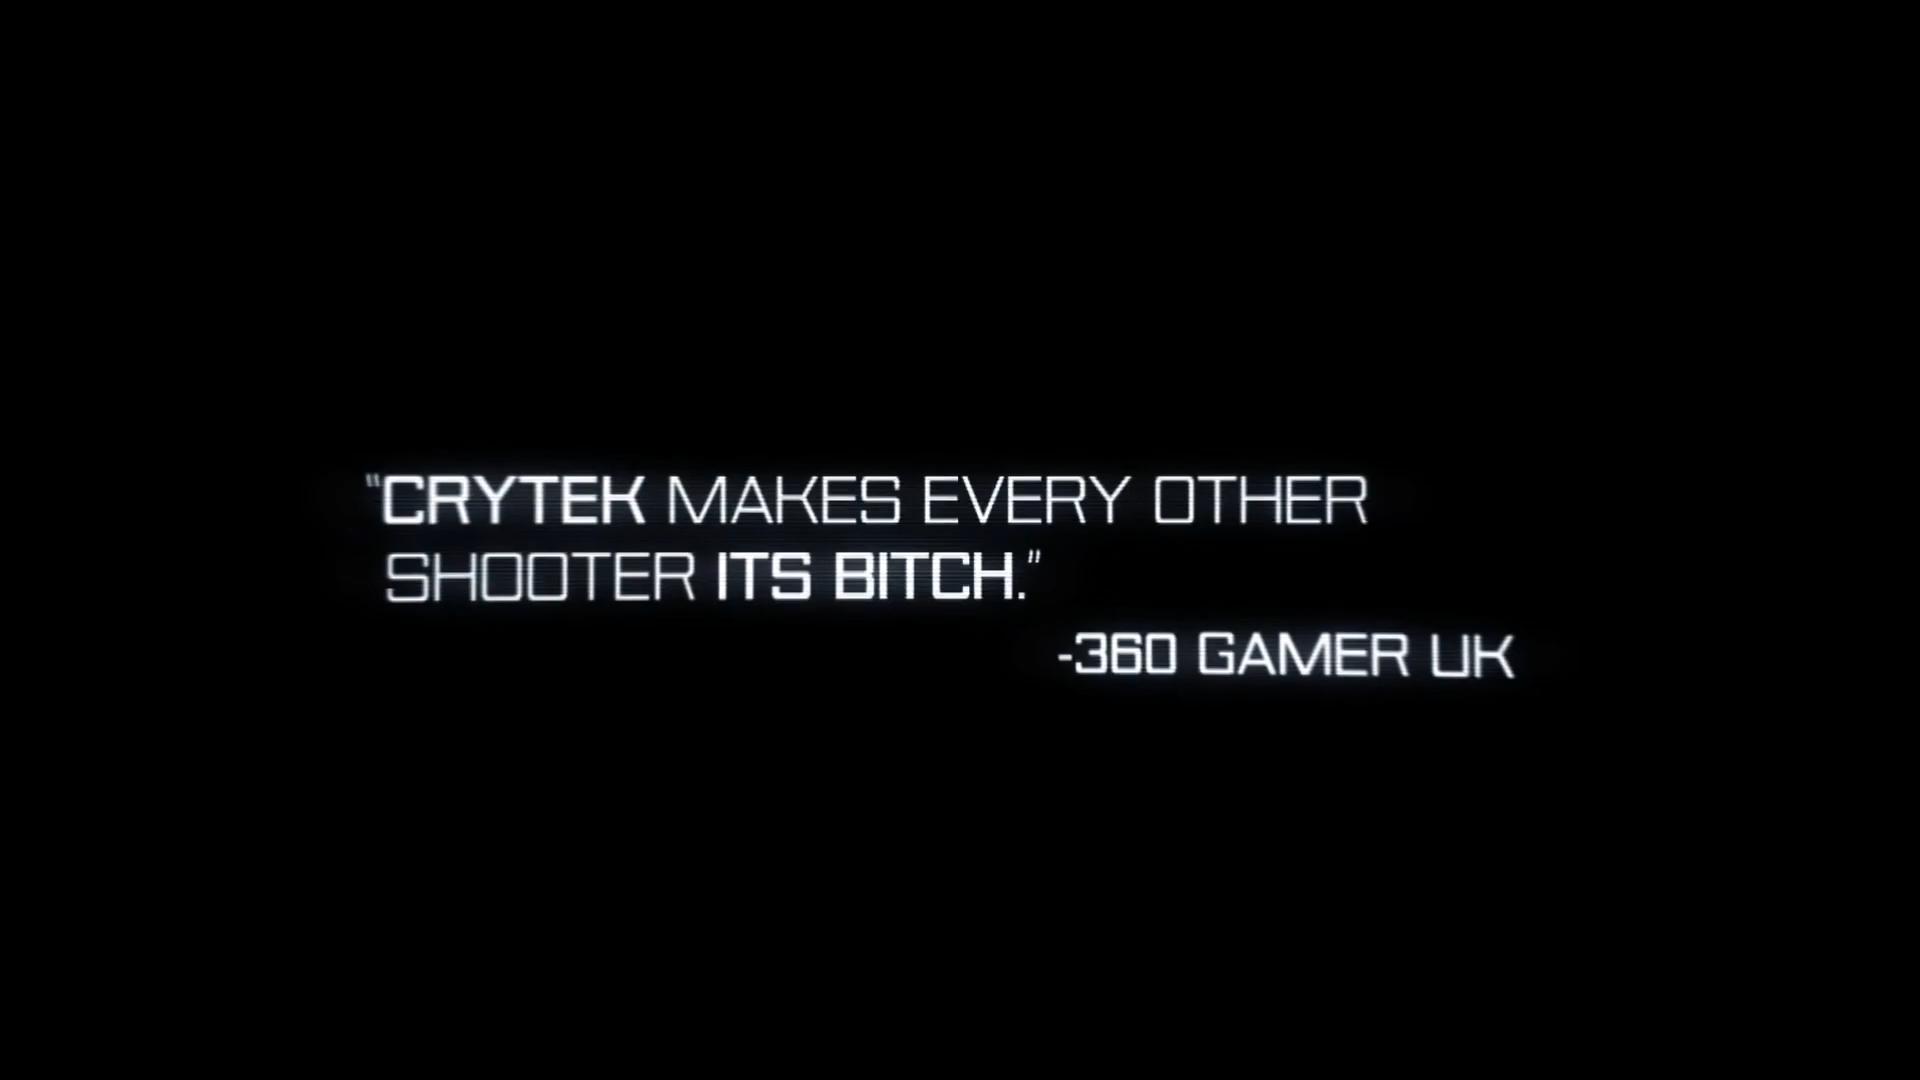 "CRYTEK MAKES EVERY OTHER
SHOOTER ITS BITCH."
-360 GAMER UK